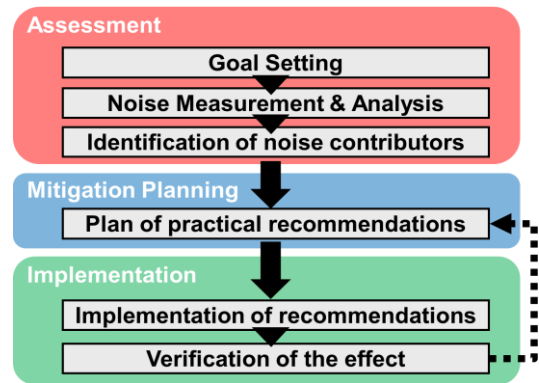 Assessment
Goal Setting
Noise Measurement & Analysis
Identification of noise contributors
Mitigation Planning
Plan of practical recommendations
Implementation
Implementation of recommendations
Verification of the effect